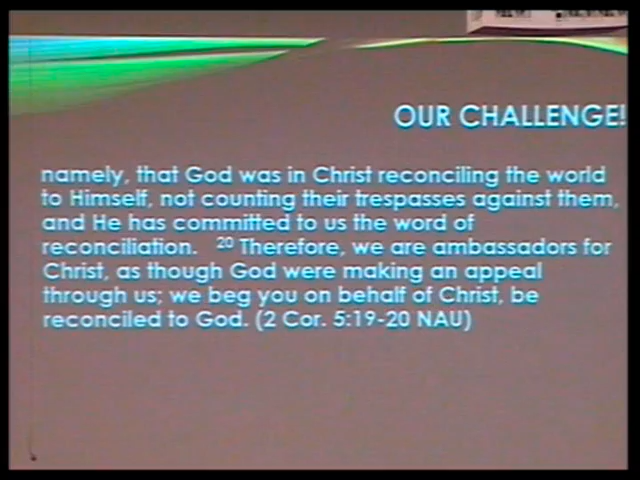 OUR CHALLENGE!
namely, that God was in Christ reconciling the world
to Himself, not counting their trespasses against them,
and He has committed to us the word of
reconciliation. 20 Therefore, we are ambassadors for
Christ, as though God were making an appeal
through us; we beg you on behalf of Christ, be
reconciled to God. (2 Cor. 5:19-20 NAU)